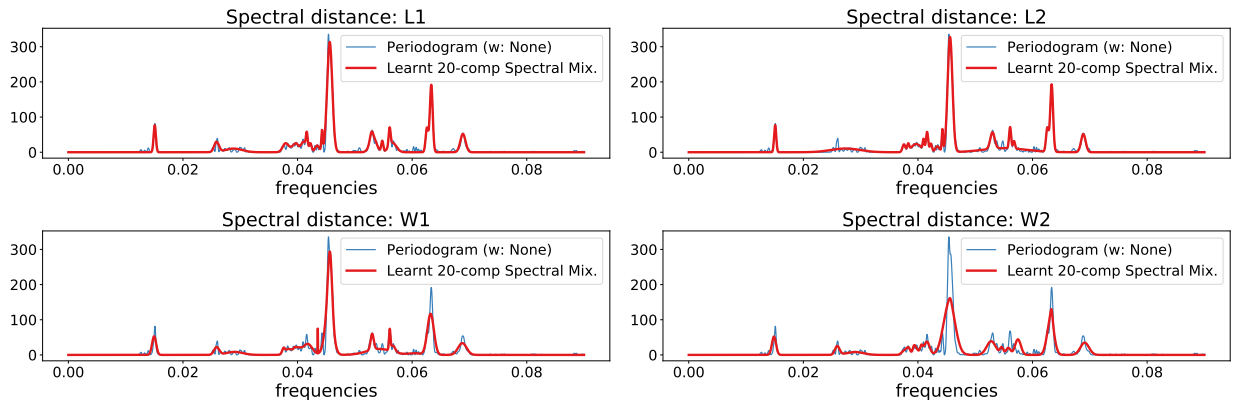 Spectral distance: L1
300
200
100
0
Periodogram (w: None)
Learnt 20-comp Spectral Mix.
0.00 0.02 0.04 0.06 0.08
frequencies
Spectral distance: L2
300
200
100
0
Periodogram (w: None)
Learnt 20-comp Spectral Mix.
0.00 0.02 0.04 0.06 0.08
frequencies
Spectral distance: W1
300
200
100
0
Periodogram (w: None)
Learnt 20-comp Spectral Mix.
0.00 0.02 0.04 0.06 0.08
frequencies
Spectral distance: W2
300
200
100
0
Periodogram (w: None)
Learnt 20-comp Spectral Mix.
0.00 0.02 0.04 0.06 0.08
frequencies